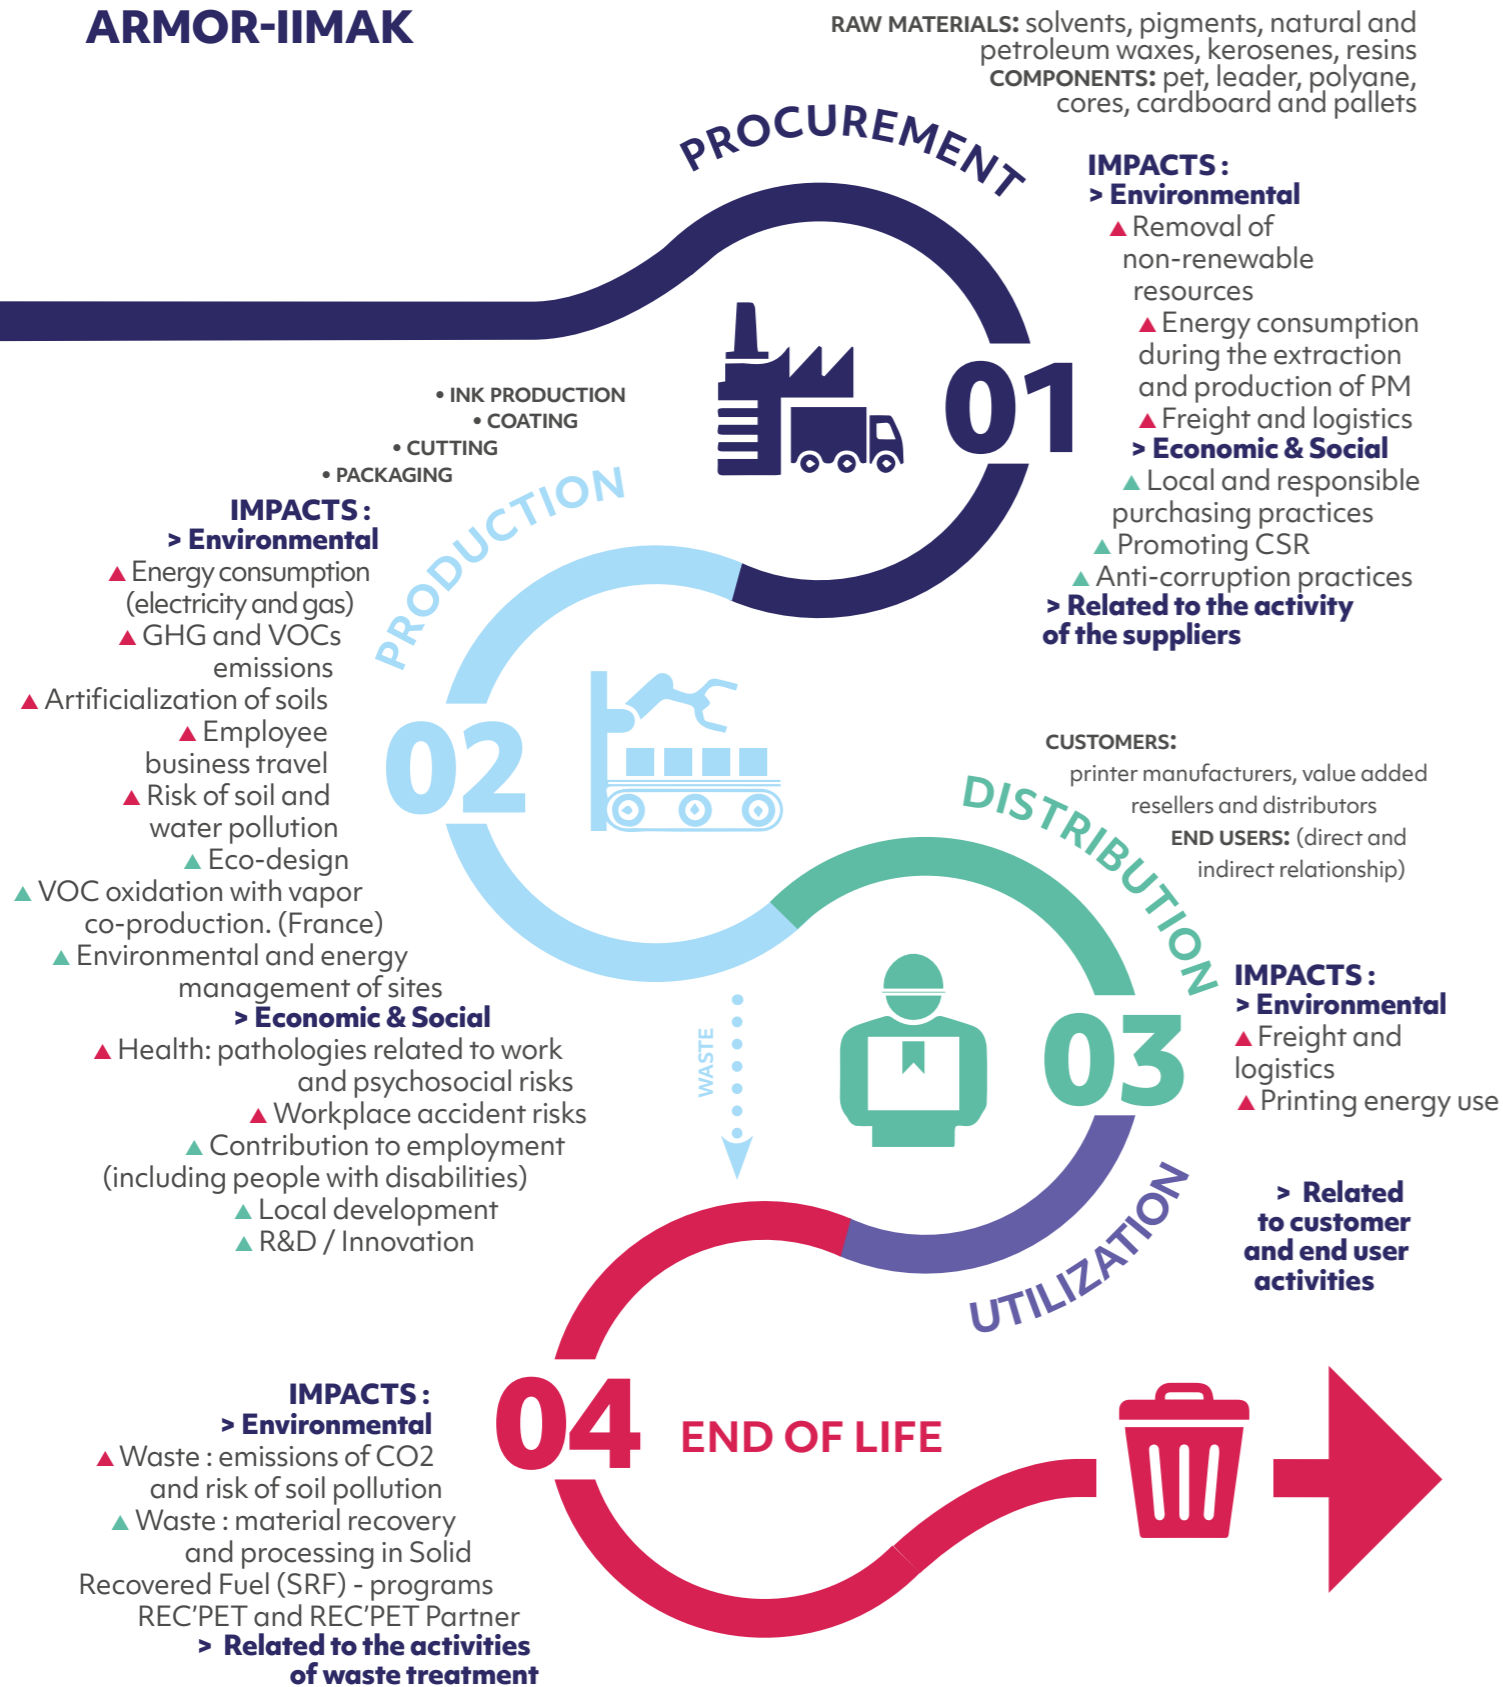 ARMOR-IIMAK
RAW MATERIALS: solvents, pigments, natural and
petroleum waxes, kerosenes, resins
COMPONENTS: pet, leader, polyane,
cores, cardboard and pallets
PROCUREMENT
01
IMPACTS :
> Environmental
▲ Removal of
non-renewable
resources
▲ Energy consumption
during the extraction
and production of PM
▲ Freight and logistics
> Economic & Social
▲ Local and responsible
purchasing practices
▲ Promoting CSR
▲ Anti-corruption practices
> Related to the activity
of the suppliers
• INK PRODUCTION
• COATING
• CUTTING
• PACKAGING
PRODUCTION
02
IMPACTS :
> Environmental
▲ Energy consumption
(electricity and gas)
▲ GHG and VOCs
emissions
▲ Artificialization of soils
▲ Employee
business travel
▲ Risk of soil and
water pollution
▲ Eco-design
▲ VOC oxidation with vapor
co-production. (France)
▲ Environmental and energy
management of sites
> Economic & Social
▲ Health: pathologies related to work
and psychosocial risks
▲ Workplace accident risks
▲ Contribution to employment
(including people with disabilities)
▲ Local development
▲ R&D / Innovation
WASTE
CUSTOMERS:
printer manufacturers, value added
resellers and distributors
END USERS: (direct and
indirect relationship)
DISTRIBUTION
03
UTILIZATION
IMPACTS :
> Environmental
▲ Freight and
logistics
▲ Printing energy use
> Related
to customer
and end user
activities
04
END OF LIFE
IMPACTS :
> Environmental
▲ Waste : emissions of CO2
and risk of soil pollution
▲ Waste : material recovery
and processing in Solid
Recovered Fuel (SRF) - programs
REC'PET and REC'PET Partner
> Related to the activities
of waste treatment